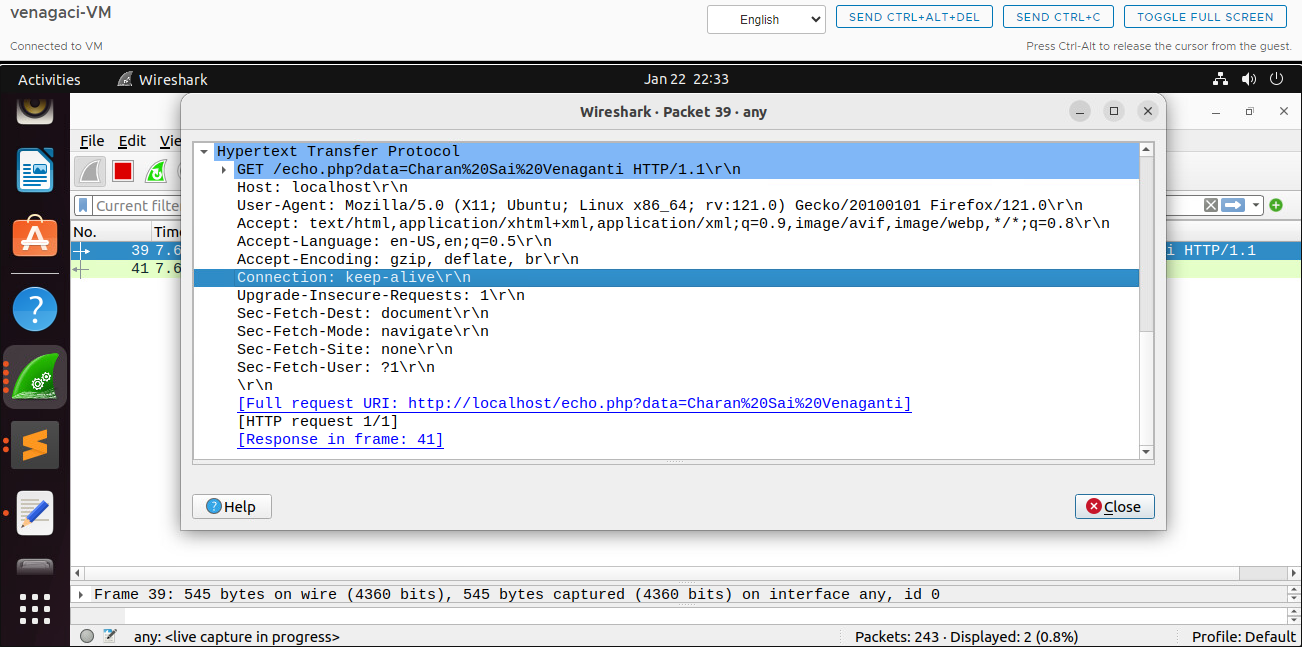 venagaci-VM
English
SEND CTRL+ALT+DEL
SEND CTRL+C
TOGGLE FULL SCREEN
Connected to VM
Press Ctrl-Alt to release the cursor from the guest.
Activities
Wireshark
Jan 22 22:33
Wireshark · Packet 39 · any
File Edit Vie
Current filte
No. Time
39 7.6
41 7.6
i HTTP/1.1
Hypertext Transfer Protocol
GET /echo.php?data=Charan%20Sai%20Venaganti HTTP/1.1\r\n
Host: localhost\r\n
User-Agent: Mozilla/5.0 (X11; Ubuntu; Linux x86_64; rv:121.0) Gecko/20100101 Firefox/121.0\r\n
Accept: text/html,application/xhtml+xml,application/xml;q=0.9,image/avif,image/webp,*/*;q=0.8\r\n
Accept-Language: en-US,en;q=0.5\r\n
Accept-Encoding: gzip, deflate, br\r\n
Connection: keep-alive\r\n
Upgrade-Insecure-Requests: 1\r\n
Sec-Fetch-Dest: document\r\n
Sec-Fetch-Mode: navigate\r\n
Sec-Fetch-Site: none\r\n
Sec-Fetch-User: ?1\r\n
\r\n
[Full request URI: http://localhost/echo.php?data=Charan%20Sai%20Venaganti]
[HTTP request 1/1]
[Response in frame: 41]
Help
Close
Frame 39: 545 bytes on wire (4360 bits), 545 bytes captured (4360 bits) on interface any, id 0
any: <live capture in progress>
Packets: 243 · Displayed: 2 (0.8%)
Profile: Default